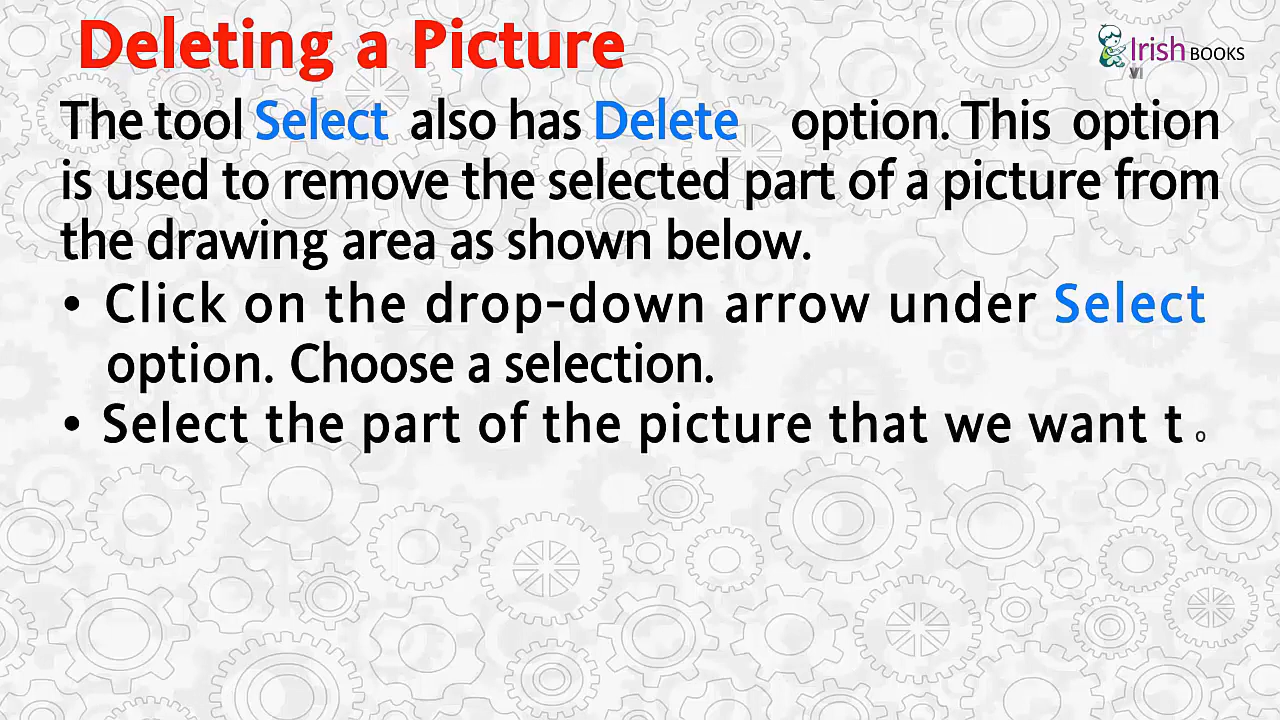 Deleting a Picture
Irish BOOKS
VI
The tool Select also has Delete option. This option
is used to remove the selected part of a picture from
the drawing area as shown below.
• Click on the drop-down arrow under Select
option. Choose a selection.
• Select the part of the picture that we want to